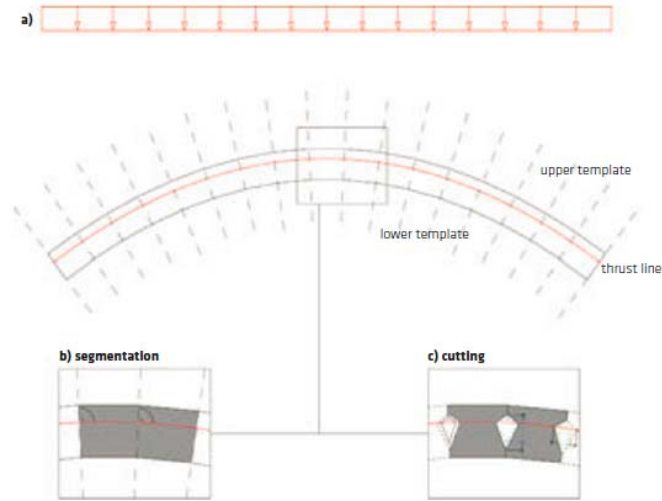 a)
upper template
lower template
thrust line
b) segmentation
c) cutting